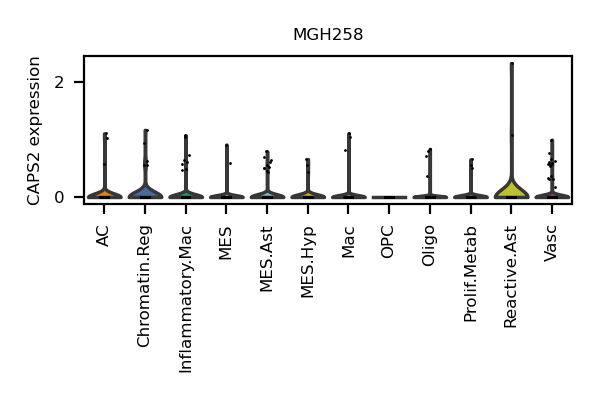 MGH258
CAPS2 expression
2
0
AC
Chromatin.Reg
Inflammatory.Mac
MES
MES.Ast
MES.Hyp
Mac
OPC
Oligo
Prolif.Metab
Reactive.Ast
Vasc